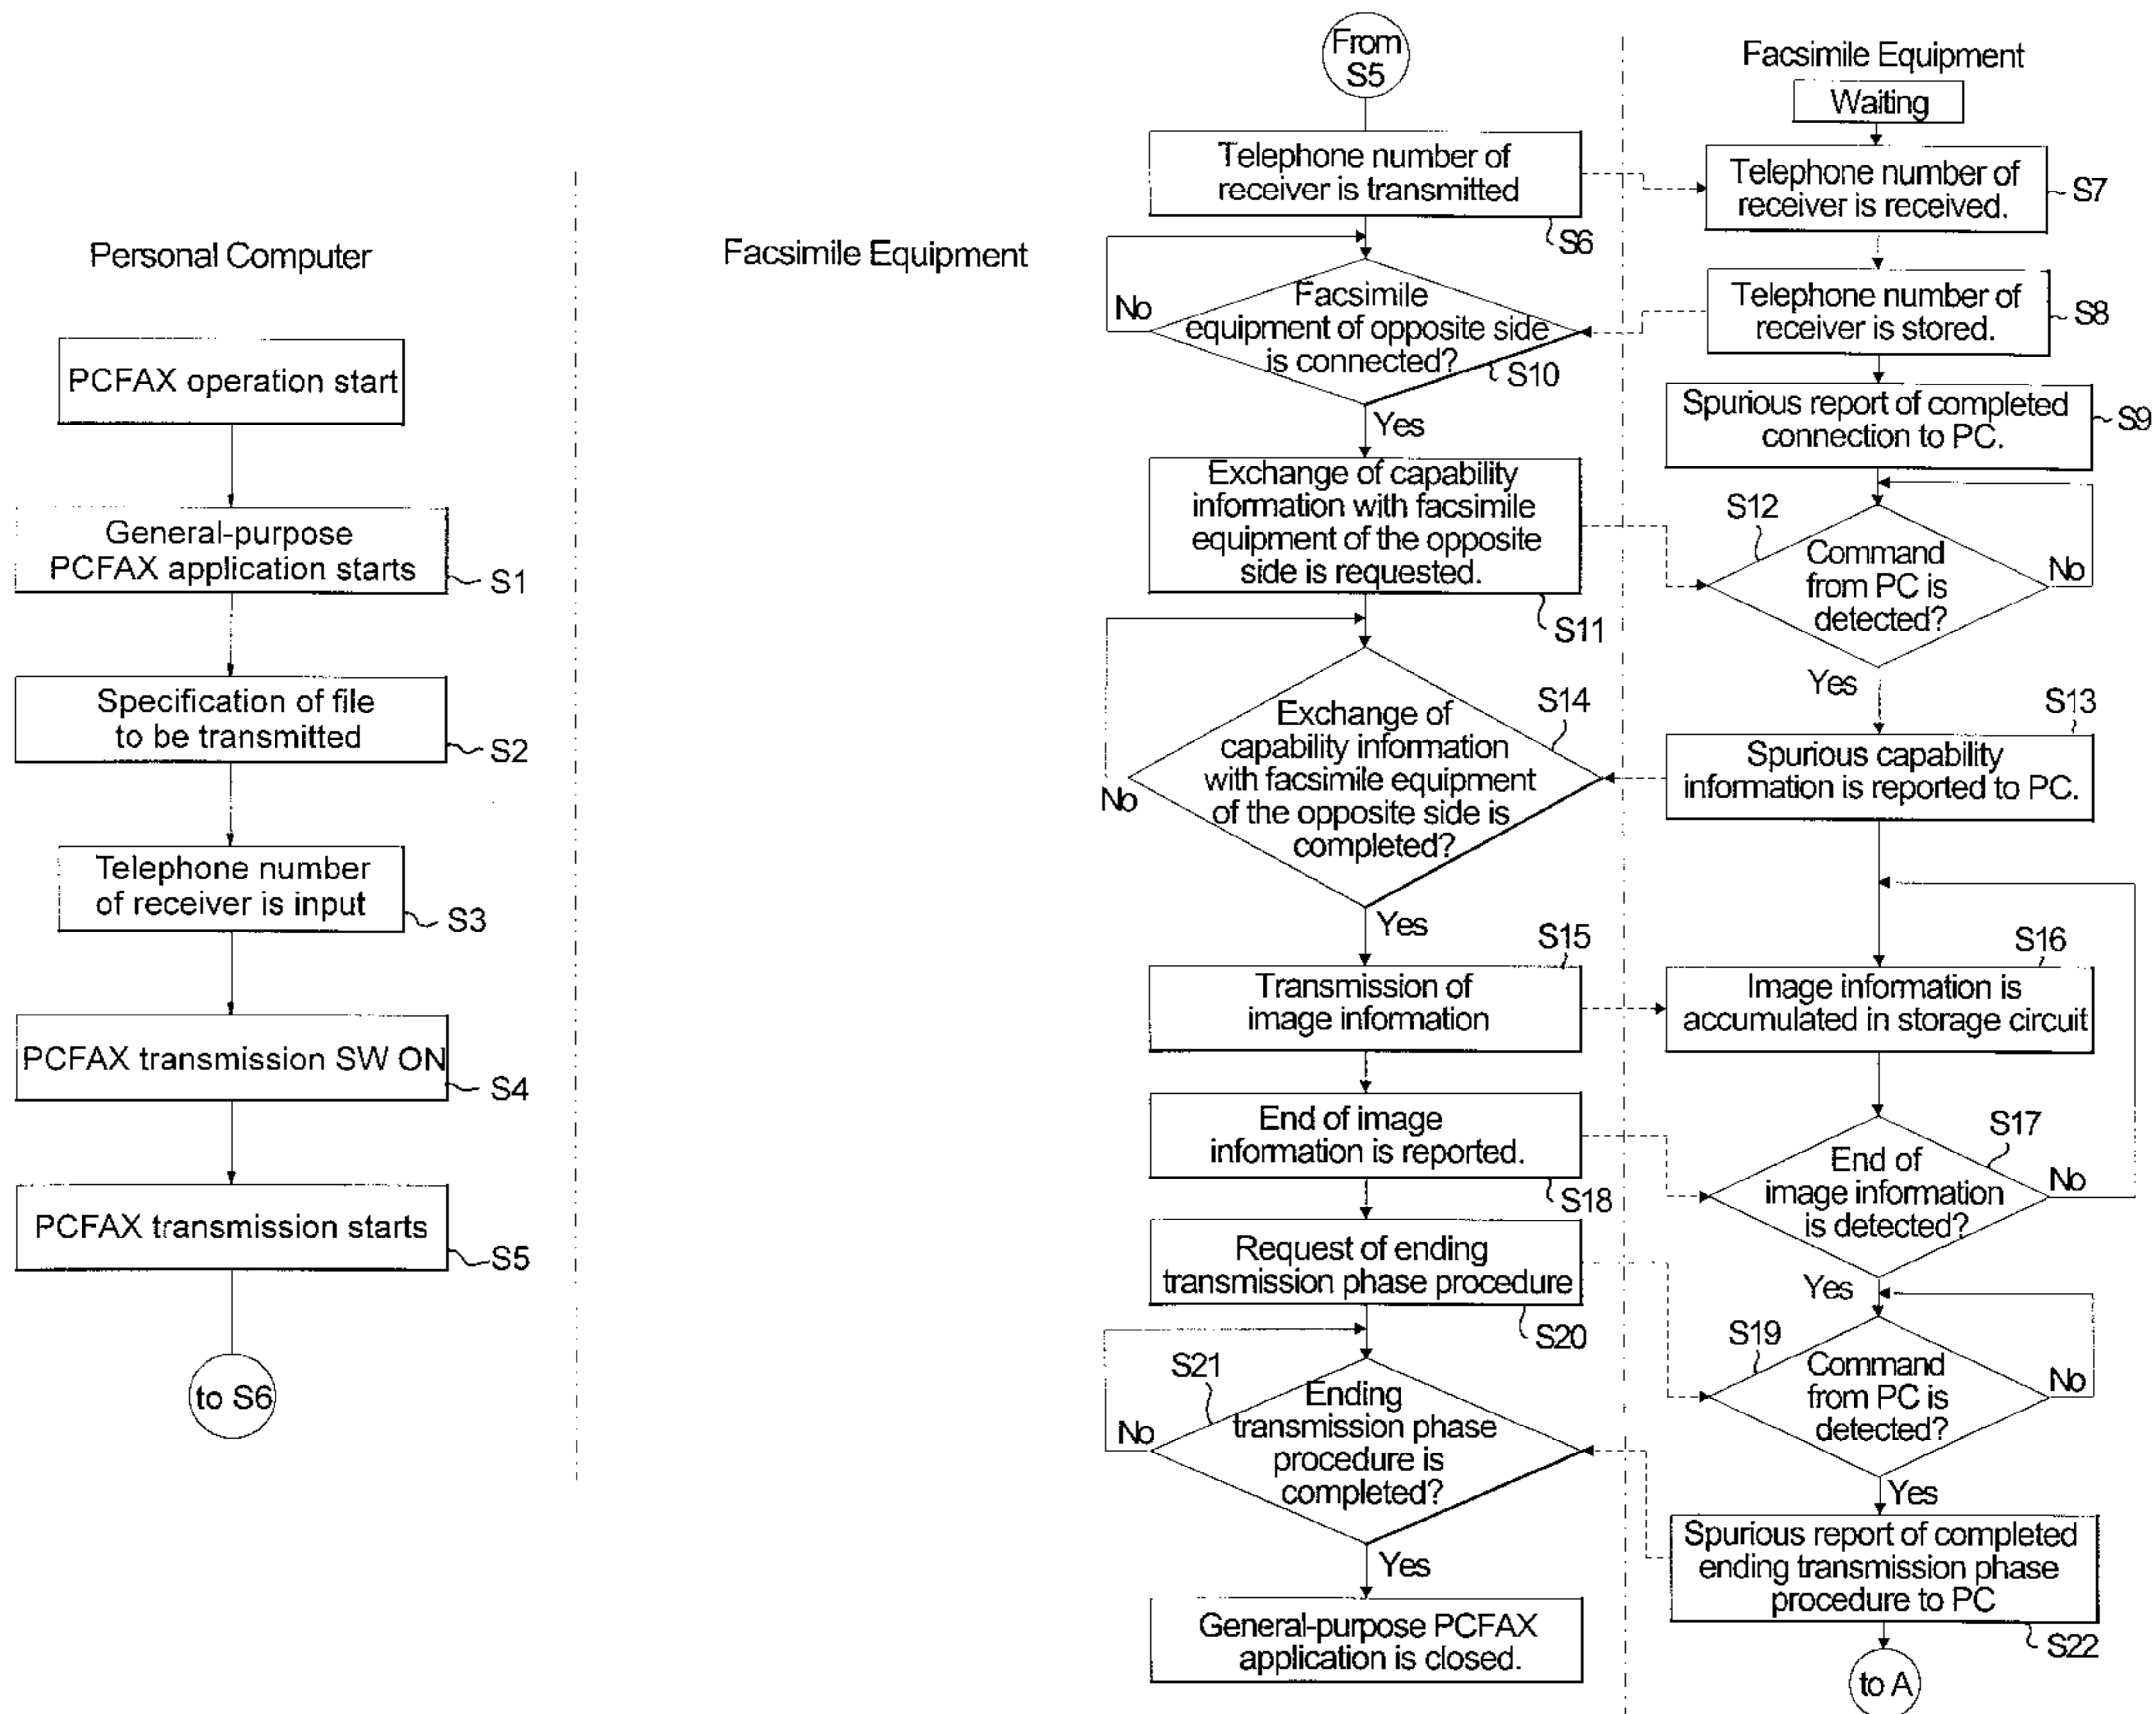 Personal Computer
PCFAX operation start
General-purpose
PCFAX application starts
S1
Specification of file
to be transmitted
S2
Telephone number
of receiver is input
S3
PCFAX transmission SW ON
S4
PCFAX transmission starts
S5
to S6
Facsimile Equipment
From
S5
Telephone number of
receiver is transmitted
S6
Facsimile
equipment of opposite side
is connected?
No
S10
Yes
Exchange of capability
information with facsimile
equipment of the opposite
side is requested.
S11
S14
Exchange of
capability information
with facsimile equipment
of the opposite side is
completed?
No
Yes
S15
Transmission of
image information
End of image
information is reported.
S18
Request of ending
transmission phase procedure
S20
S21
Ending
transmission phase
procedure is
completed?
No
Yes
General-purpose PCFAX
application is closed.
Facsimile Equipment
Waiting
Telephone number of
receiver is received.
S7
Telephone number of
receiver is stored.
S8
Spurious report of completed
connection to PC.
S9
S12
Command
from PC is
detected?
No
Yes
S13
Spurious capability
information is reported to PC.
S16
Image information is
accumulated in storage circuit
S17
End of
image information
is detected?
No
Yes
S19
Command
from PC is
detected?
No
Yes
Spurious report of completed
ending transmission phase
procedure to PC
S22
to A